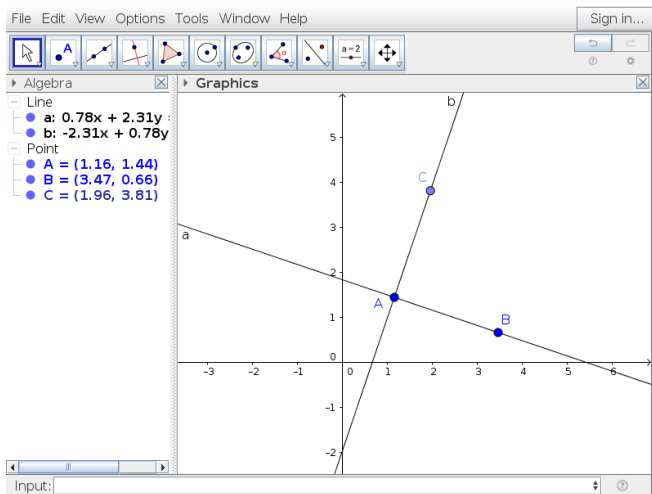 File Edit View Options Tools Window Help
Sign in...
A
a=2
Algebra
Graphics
Line
a: 0.78x + 2.31y
b: -2.31x + 0.78y
Point
A = (1.16, 1.44)
B = (3.47, 0.66)
C = (1.96, 3.81)
b
5
C
4
3
a
2
A
B
1
0
-3 -2 -1 0 1 2 3 4 5 6
-1
-2
Input: